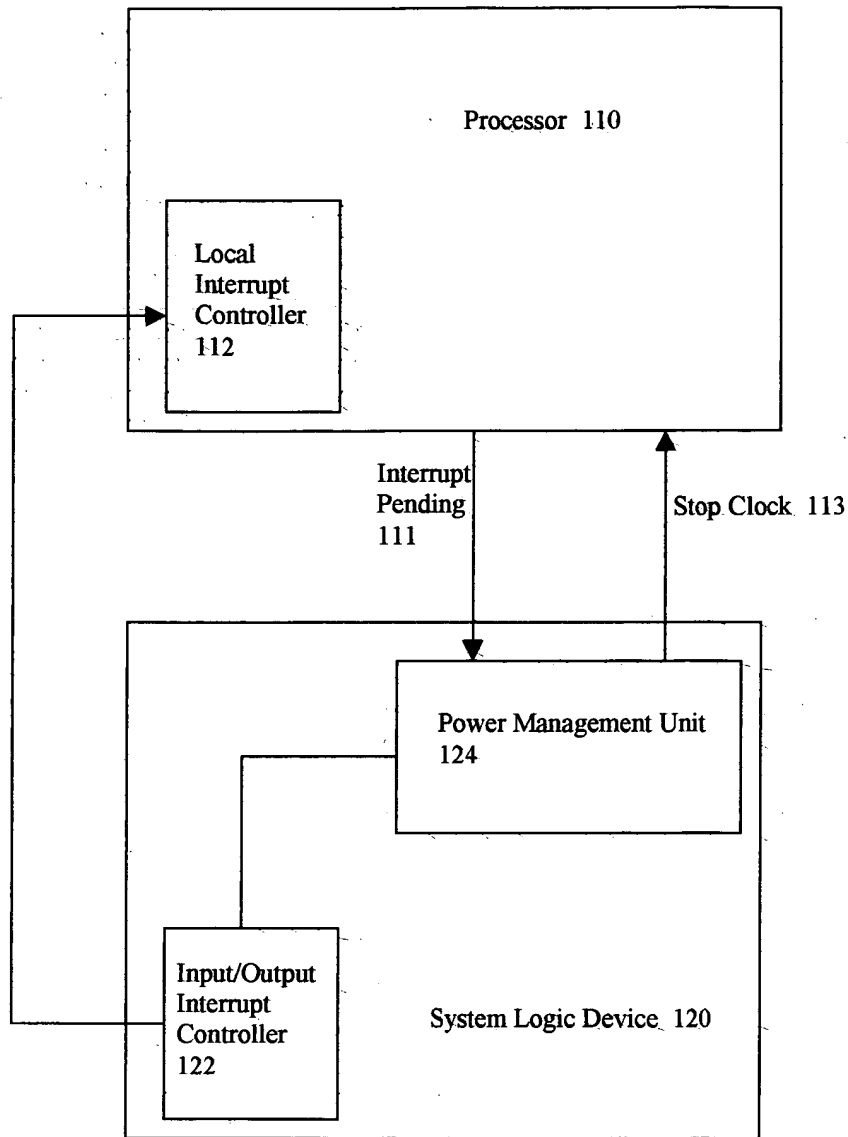 Processor 110
Local
Interrupt
Controller
112
Interrupt
Pending
111
Stop Clock 113
Power Management Unit
124
Input/Output
Interrupt
Controller
122
System Logic Device 120